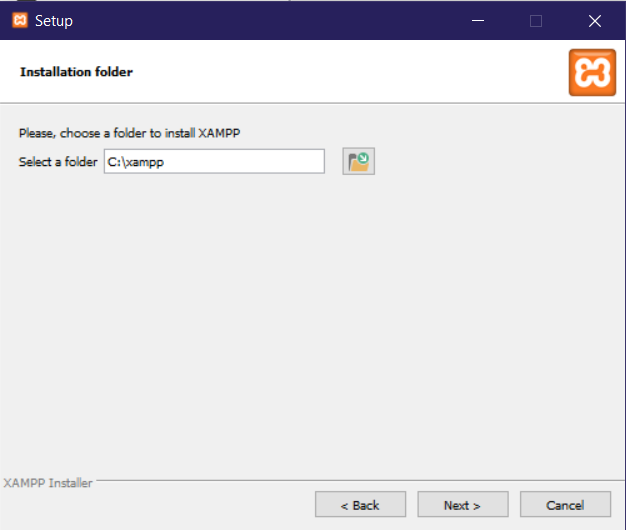 Setup
Installation folder
Please, choose a folder to install XAMPP
Select a folder C:\xampp
XAMPP Installer
< Back Next > Cancel